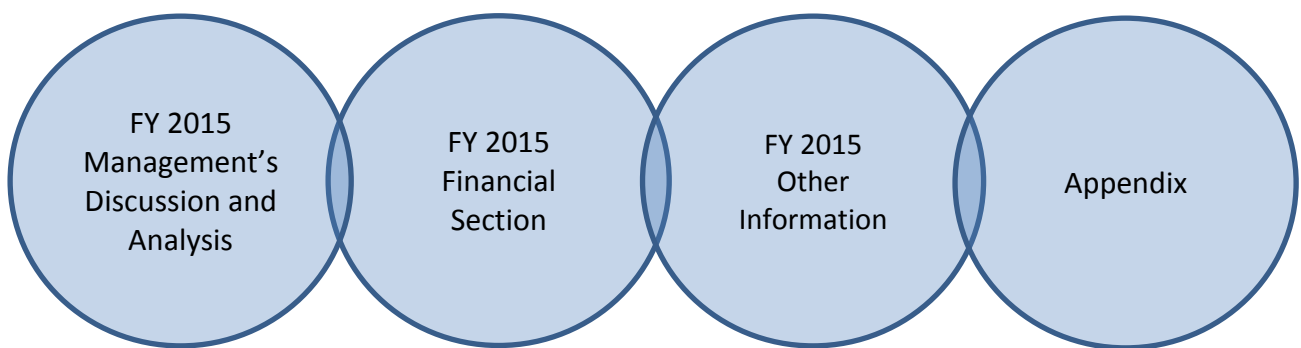 FY 2015
Management’s
Discussion and
Analysis
FY 2015
Financial
Section
FY 2015
Other
Information
Appendix